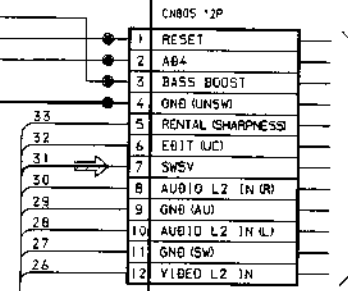 CN805 12P
1 RESET
2 AB4
3 BASS BOOST
4 GND (UNSW)
33 5 RENTAL (SHARPNESS)
32 6 EDIT (UC)
31 7 SW5V
30 8 AUDIO L2 IN (R)
29 9 GND (AU)
28 10 AUDIO L2 IN (L)
27 11 GND (SW)
26 12 VIDEO L2 IN